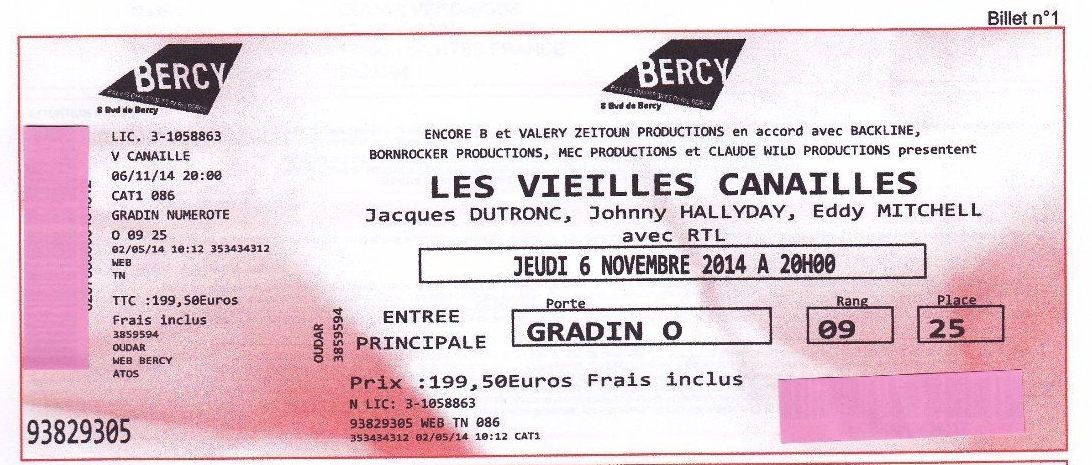 Billet n°1
BERCY
8 Bvd de Bercy
LIC. 3-1058863
V CANAILLE
06/11/14 20:00
CAT1 086
GRADIN NUMEROTE
O 09 25
02/05/14 10:12 353434312
WEB
TN
TTC :199,50Euros
Frais inclus
3859594
OUDAR
WEB BERCY
ATOS
93829305
BERCY
8 Bvd de Bercy
ENCORE B et VALERY ZEITOUN PRODUCTIONS en accord avec BACKLINE,
BORNROCKER PRODUCTIONS, MEC PRODUCTIONS et CLAUDE WILD PRODUCTIONS presentent
LES VIEILLES CANAILLES
Jacques DUTRONC, Johnny HALLYDAY, Eddy MITCHELL
avec RTL
JEUDI 6 NOVEMBRE 2014 A 20H00
OUDAR
3859594
ENTREE
PRINCIPALE
Porte
GRADIN O
Rang
09
Place
25
Prix :199,50Euros Frais inclus
N LIC: 3-1058863
93829305 WEB TN 086
353434312 02/05/14 10:12 CAT1